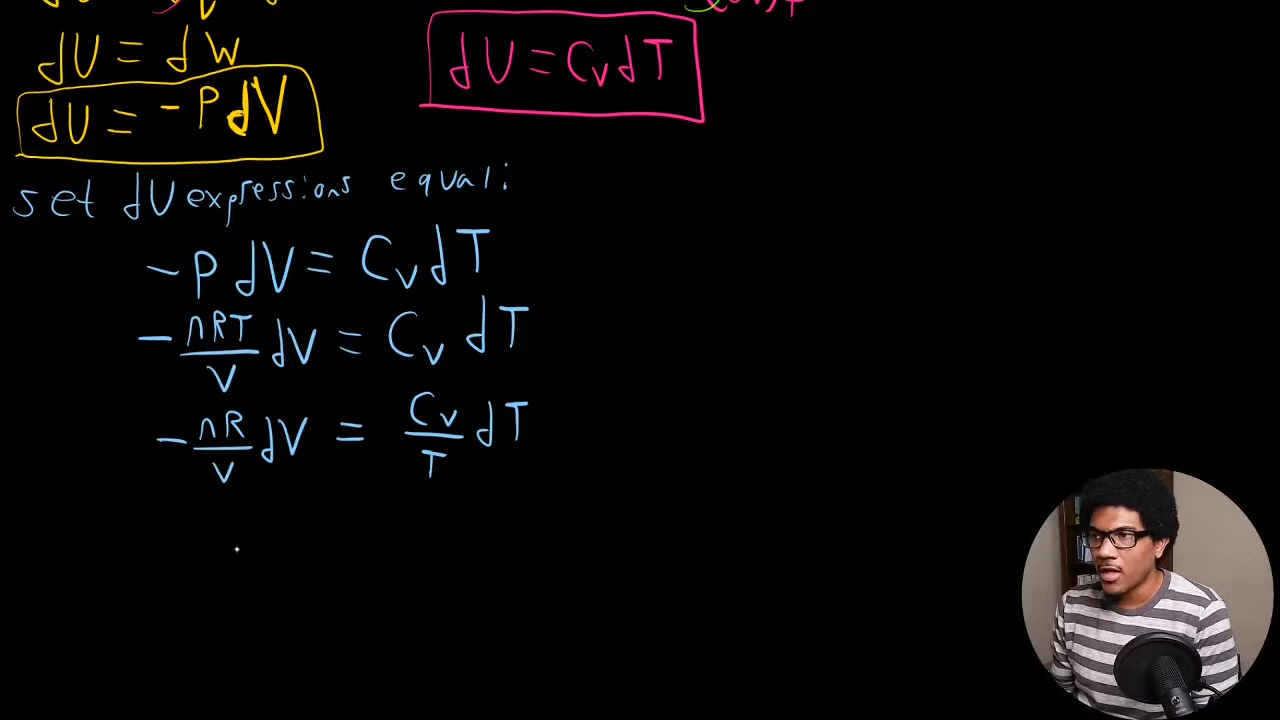 dU = dW
dU = -PdV
dU = CvdT
set dU expressions equal:
-PdV = CvdT
-nRT/V dV = Cv dT
-nR/V dV = Cv/T dT